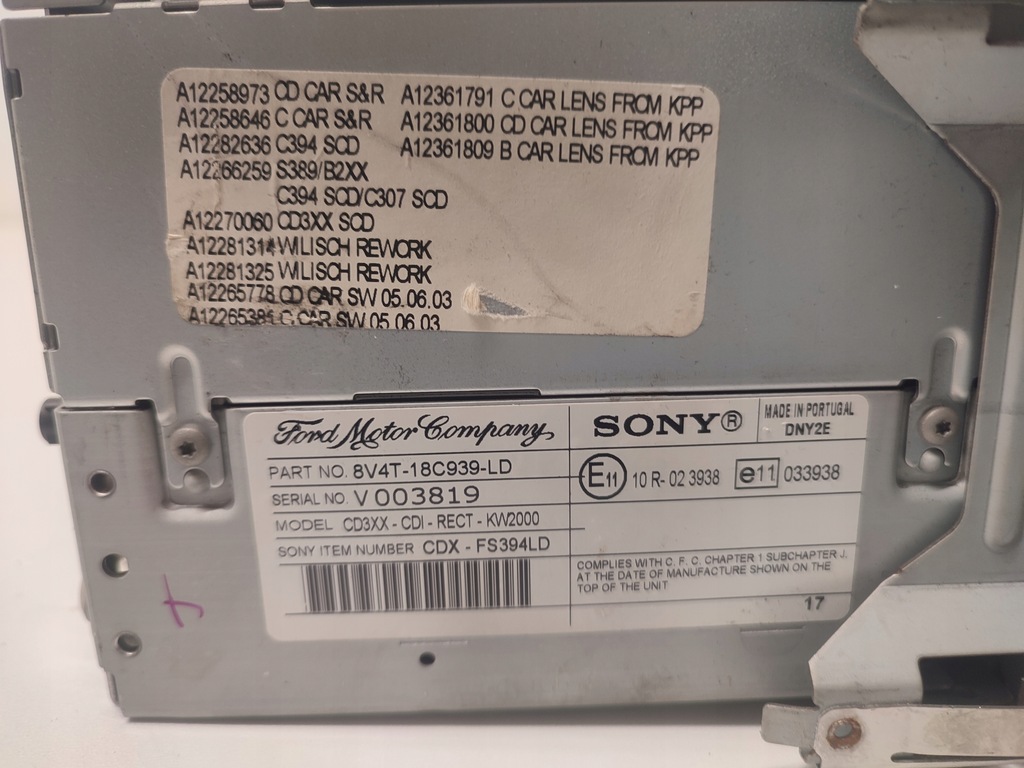 A12258973 CD CAR S&R
A12258646 C CAR S&R
A12282636 C394 SCD
A12266259 S389/B2XX
C394 SCD/C307 SCD
A12270060 CD3XX SCD
A12281314 WILISCH REWORK
A12281325 WILISCH REWORK
A12265778 CD CAR SW 05.06.03
A12265381 C CAR SW 05.06.03
A12361791 C CAR LENS FROM KPP
A12361800 CD CAR LENS FROM KPP
A12361809 B CAR LENS FROM KPP
Ford Motor Company,
PART NO. 8V4T-18C939-LD
SERIAL NO. V 003819
MODEL CD3XX - CDI - RECT - KW2000
SONY ITEM NUMBER CDX - FS394LD
SONY®
MADE IN PORTUGAL
DNY2E
E11 10 R- 02 3938 e11 033938
COMPLIES WITH C. F. C. CHAPTER 1 SUBCHAPTER J.
AT THE DATE OF MANUFACTURE SHOWN ON THE
TOP OF THE UNIT
17